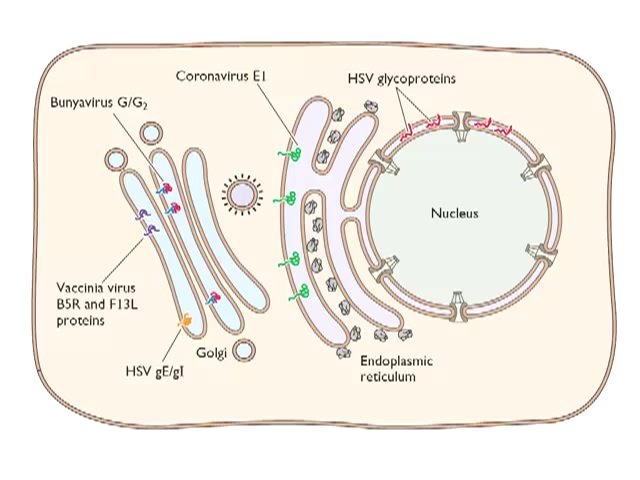 Coronavirus E1
HSV glycoproteins
Bunyavirus G/G₂
Nucleus
Vaccinia virus
B5R and F13L
proteins
Golgi
HSV gE/gI
Endoplasmic
reticulum